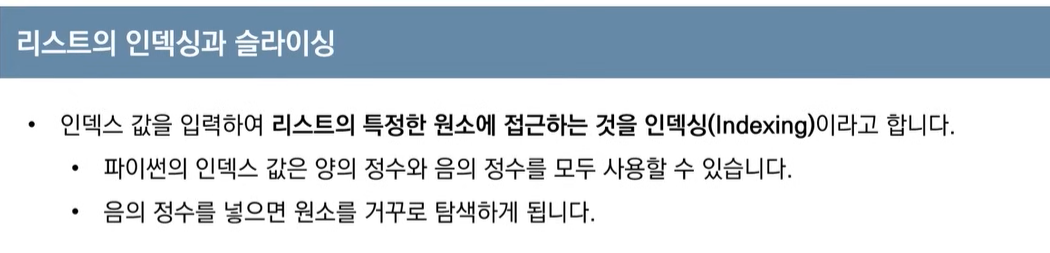 리스트의 인덱싱과 슬라이싱
• 인덱스 값을 입력하여 리스트의 특정한 원소에 접근하는 것을 인덱싱(Indexing)이라고 합니다.
• 파이썬의 인덱스 값은 양의 정수와 음의 정수를 모두 사용할 수 있습니다.
• 음의 정수를 넣으면 원소를 거꾸로 탐색하게 됩니다.